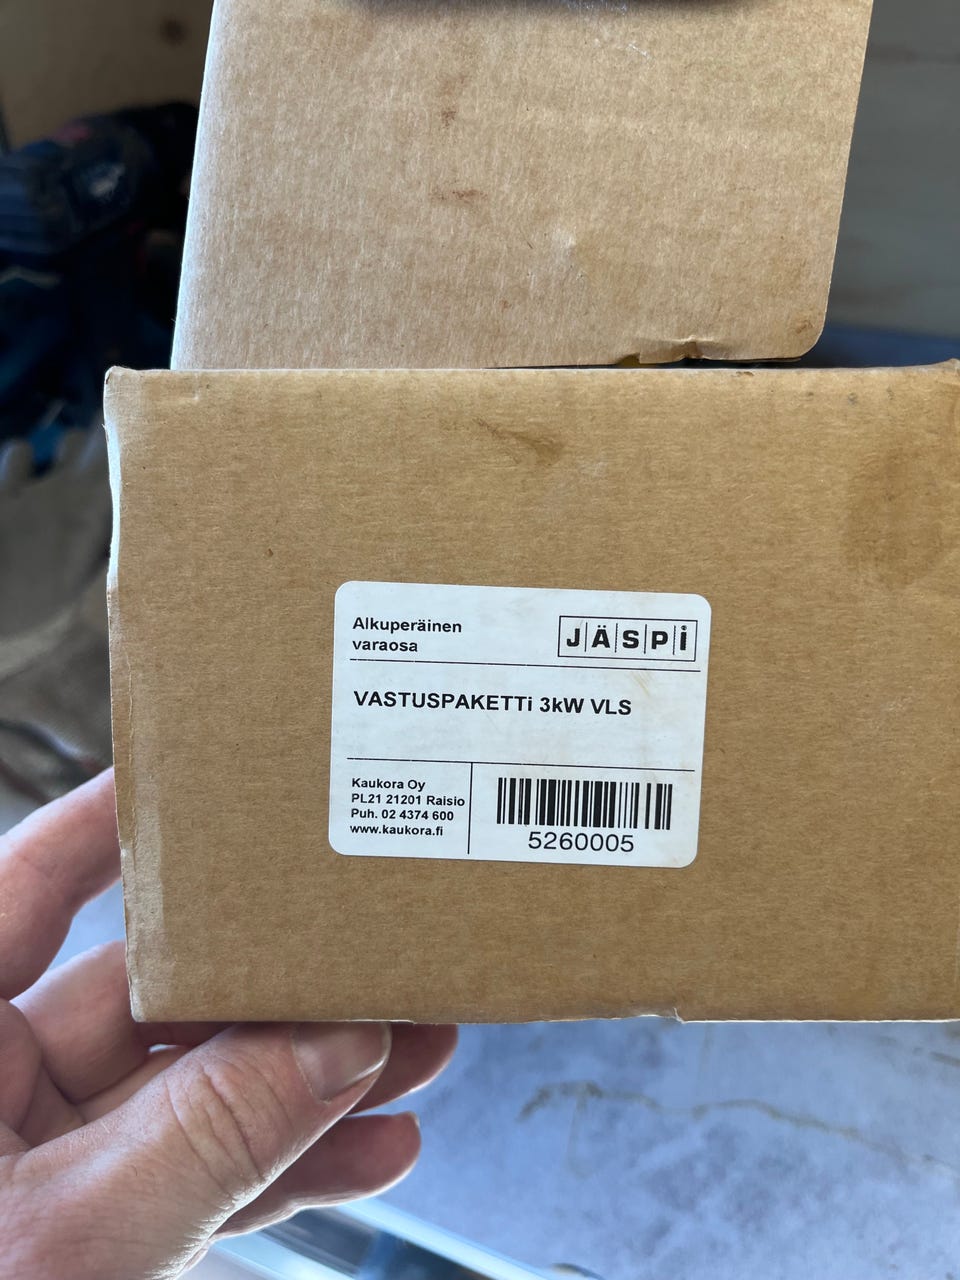 Alkuperäinen
varaosa
JÄSPi
VASTUSPAKETTi 3kW VLS
Kaukora Oy
PL21 21201 Raisio
Puh. 02 4374 600
www.kaukora.fi
5260005